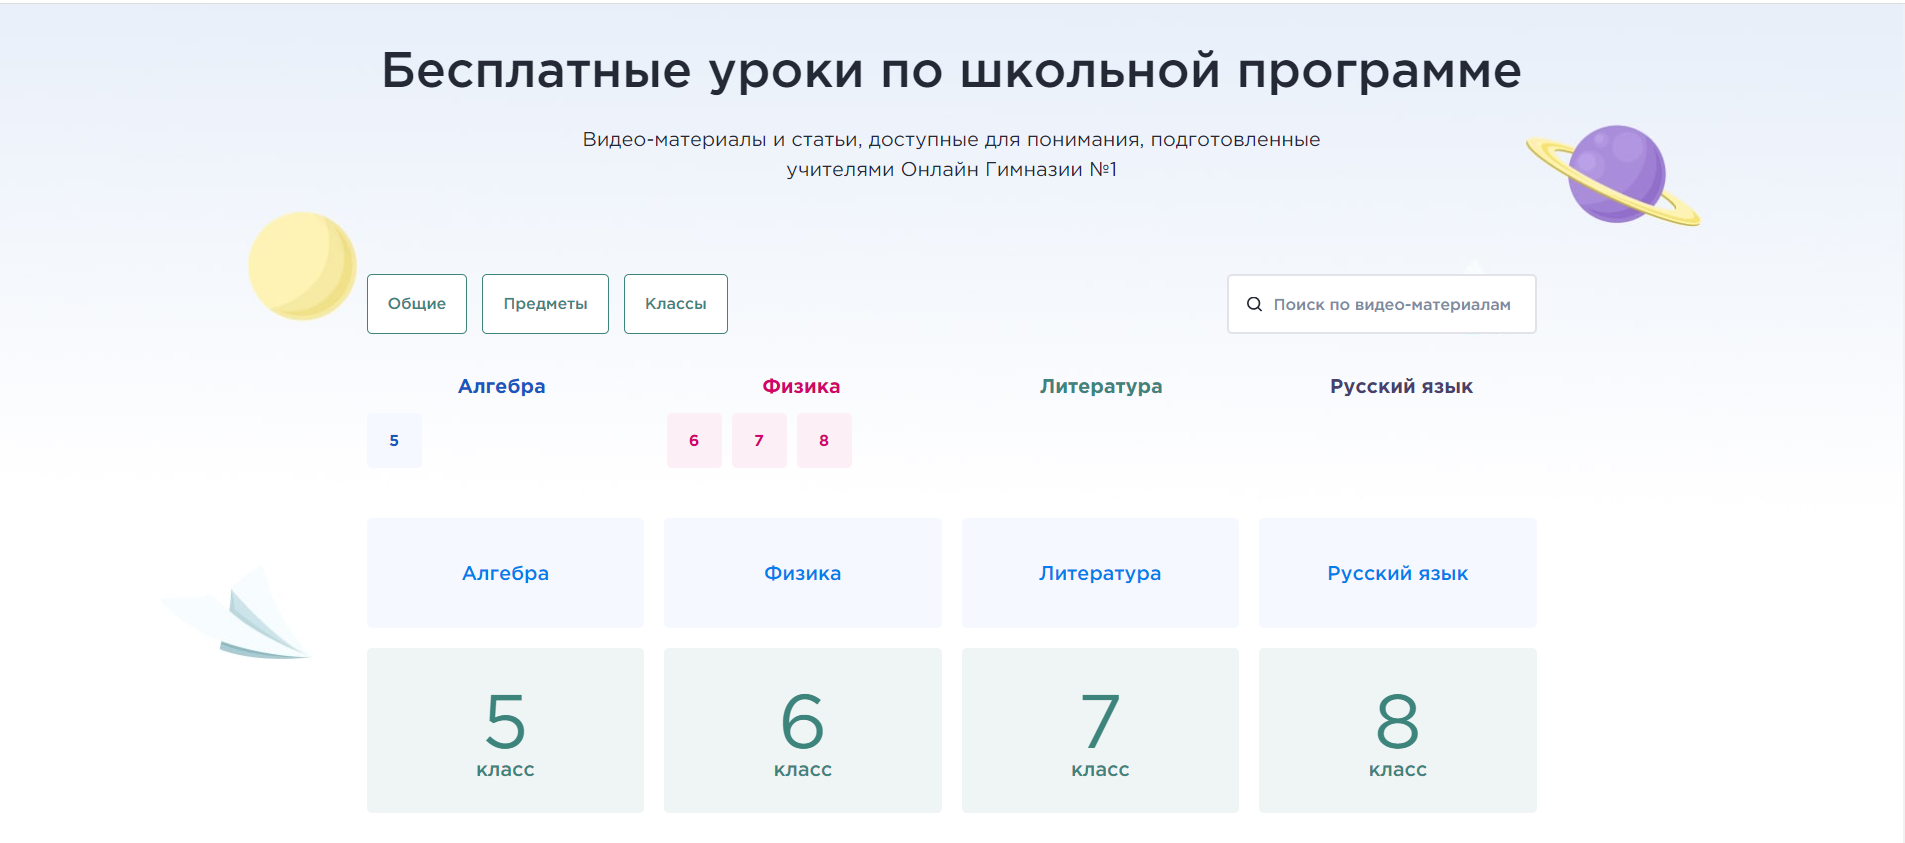 Бесплатные уроки по школьной программе
Видео-материалы и статьи, доступные для понимания, подготовленные
учителями Онлайн Гимназии №1
Общие Предметы Классы Поиск по видео-материалам
Алгебра Физика Литература Русский язык
5 6 7 8
Алгебра Физика Литература Русский язык
5 6 7 8
класс класс класс класс